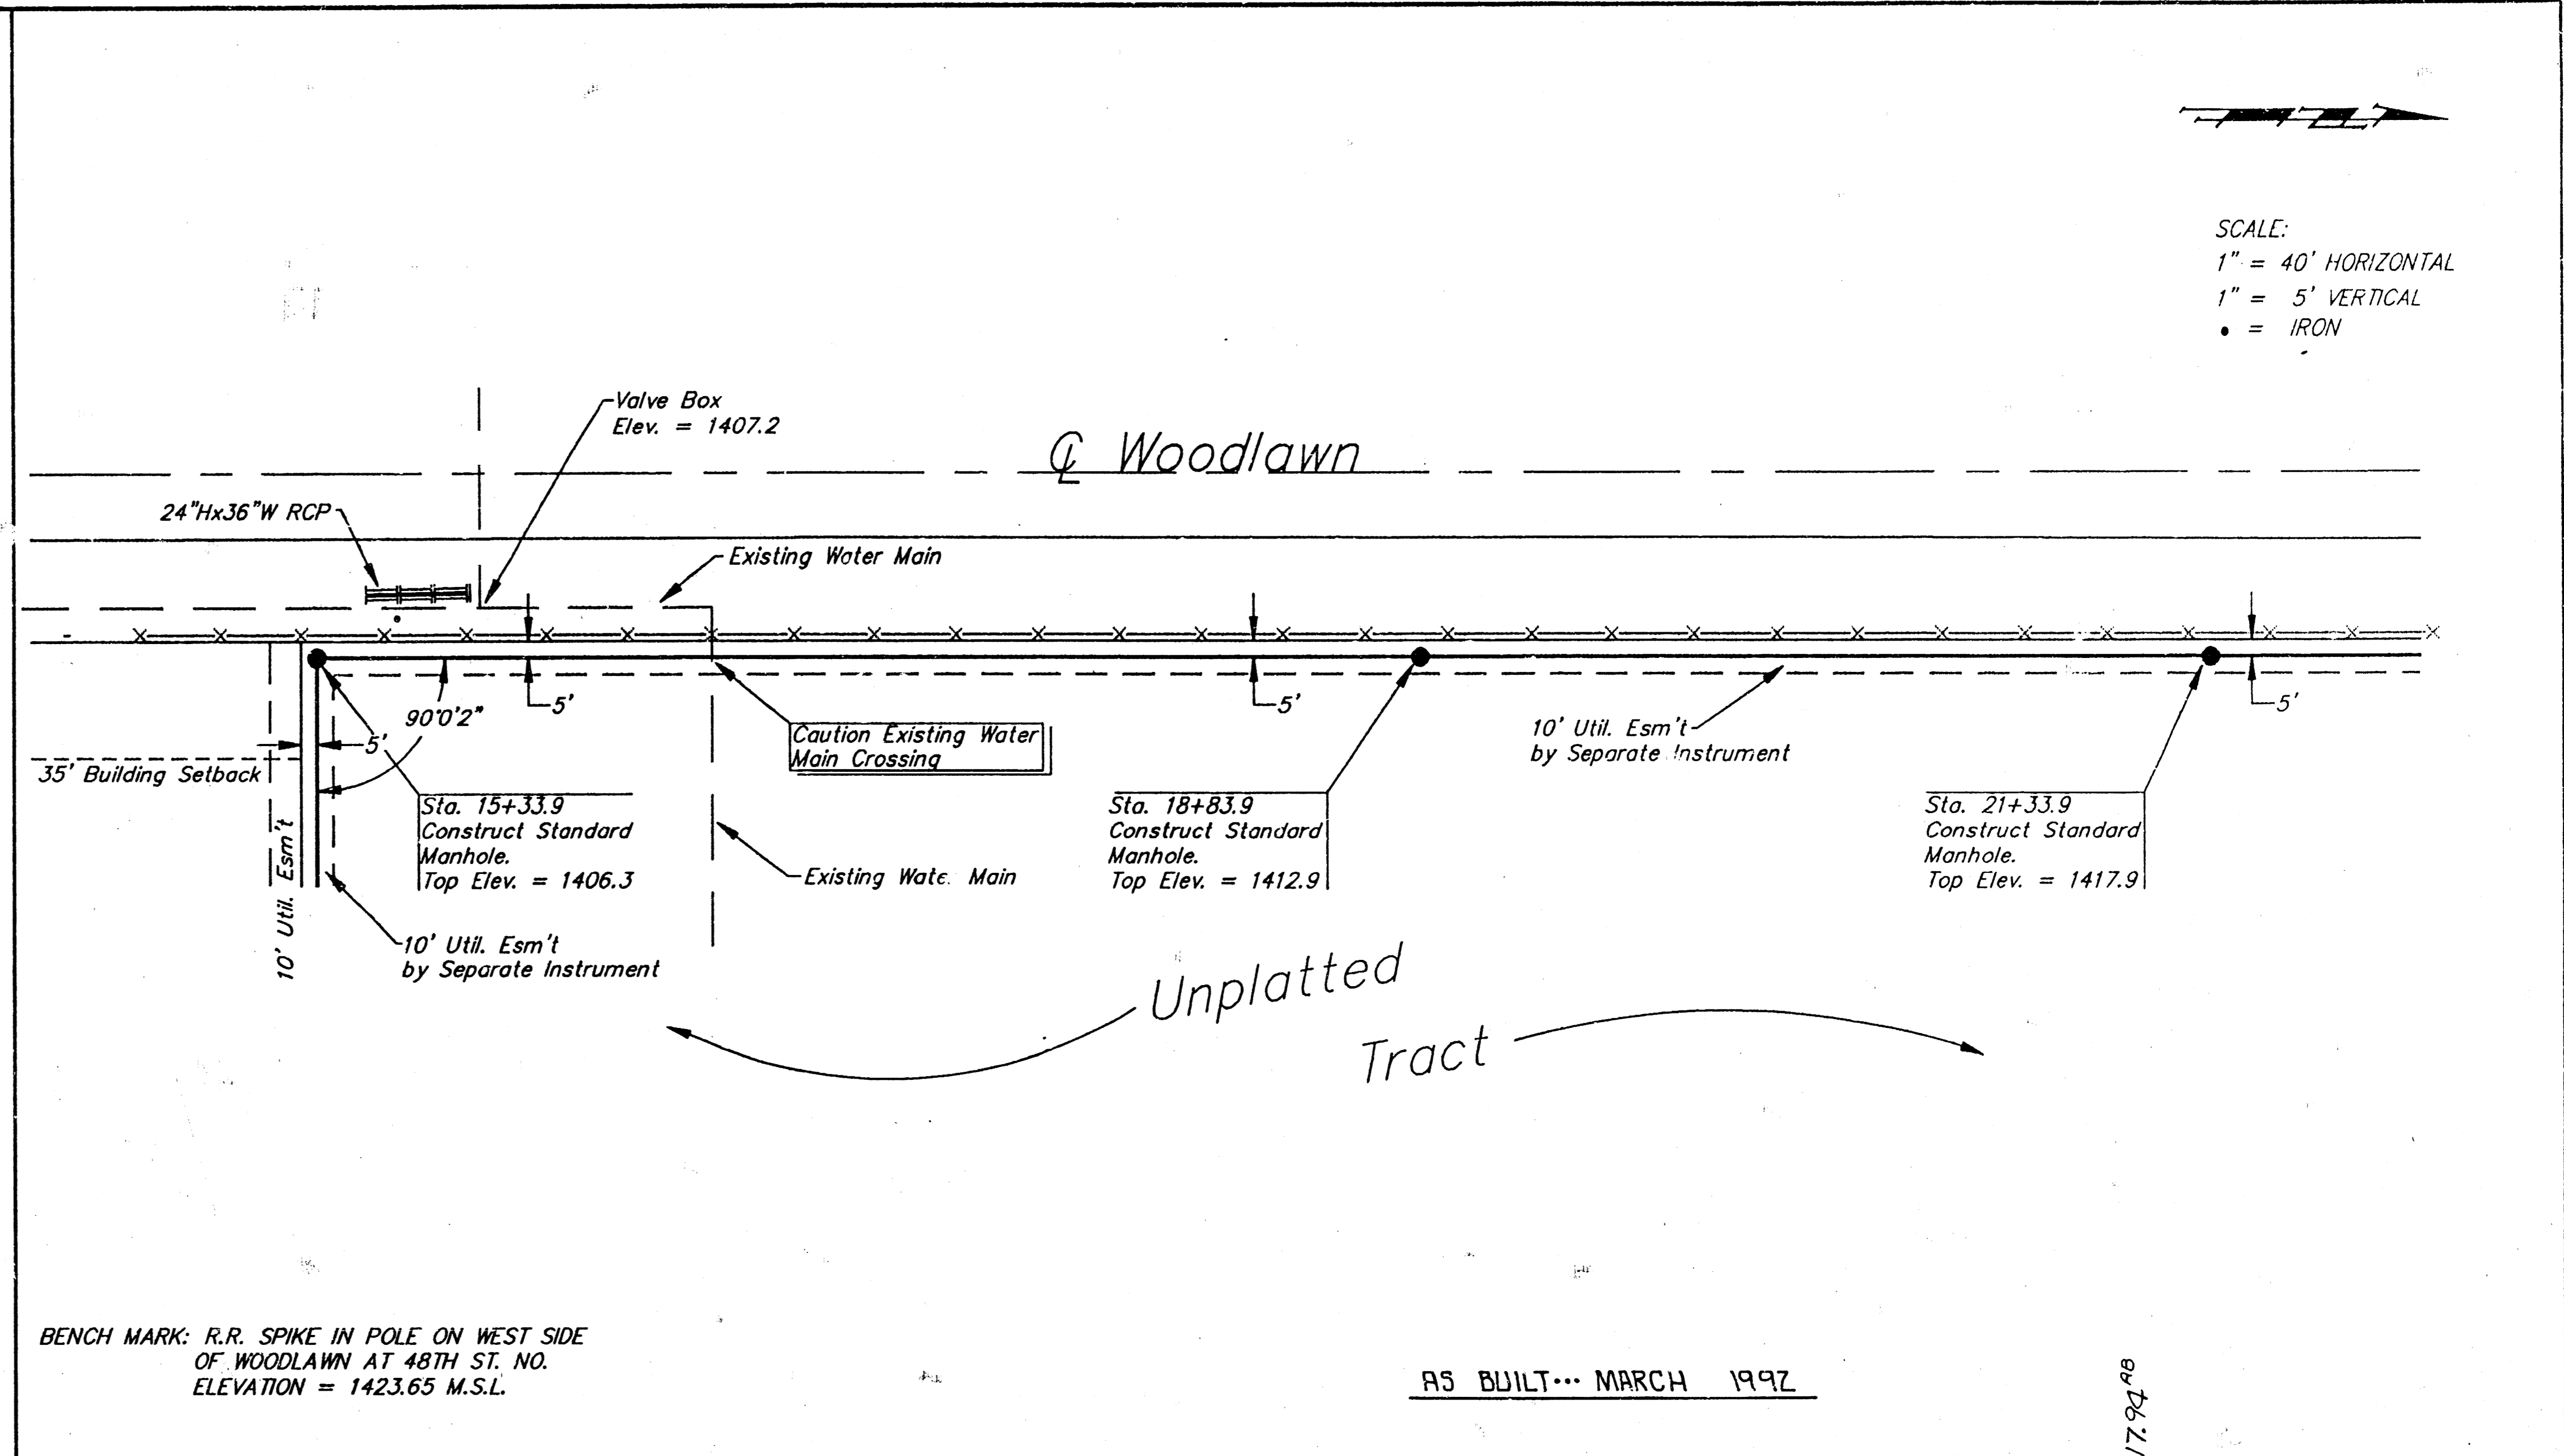 SCALE:
1" = 40' HORIZONTAL
1" = 5' VERTICAL
• = IRON
Valve Box
Elev. = 1407.2
℄ Woodlawn
24"Hx36"W RCP
Existing Water Main
5'
5'
5'
90°0'2"
5'
Caution Existing Water
Main Crossing
10' Util. Esm't
by Separate Instrument
35' Building Setback
Sta. 15+33.9
Construct Standard
Manhole.
Top Elev. = 1406.3
Sta. 18+83.9
Construct Standard
Manhole.
Top Elev. = 1412.9
Sta. 21+33.9
Construct Standard
Manhole.
Top Elev. = 1417.9
10' Util. Esm't
Existing Wate. Main
10' Util. Esm't
by Separate Instrument
Unplatted
Tract
BENCH MARK: R.R. SPIKE IN POLE ON WEST SIDE
OF WOODLAWN AT 48TH ST. NO.
ELEVATION = 1423.65 M.S.L.
AS BUILT... MARCH 1992
17.94 AB